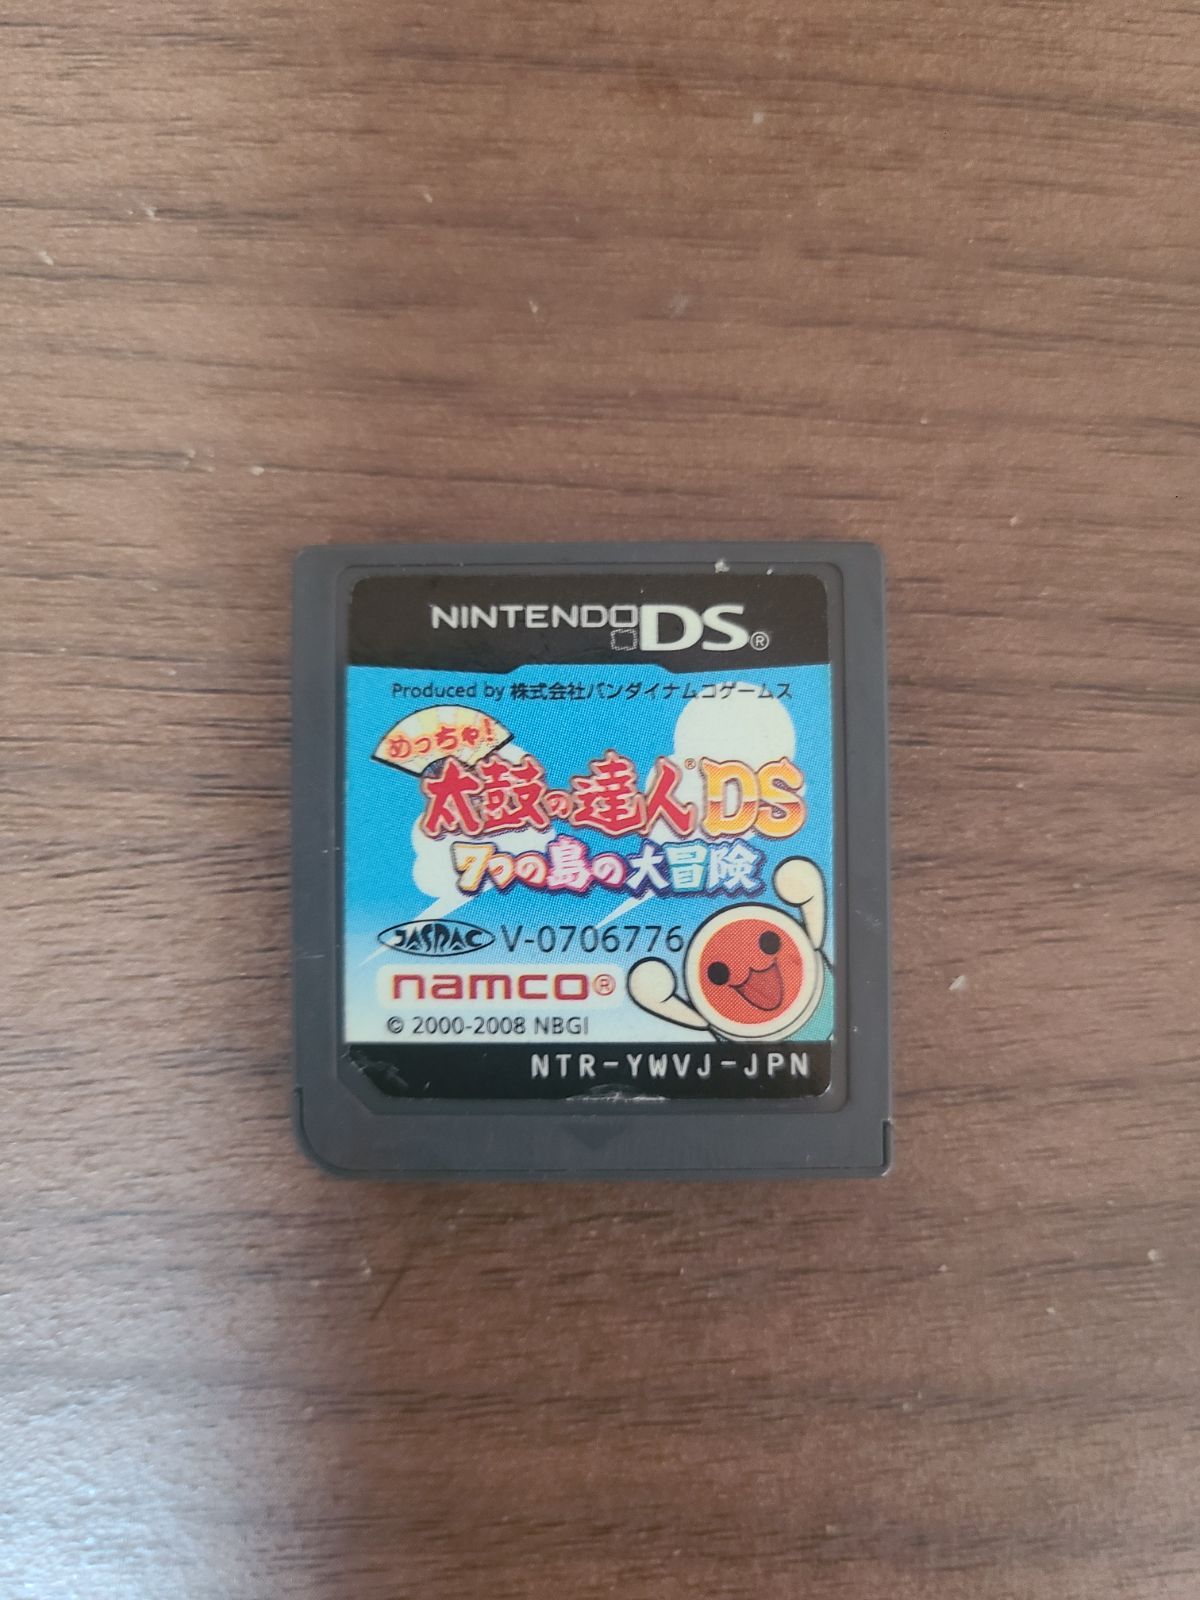 NINTENDO DS®
Produced by 株式会社バンダイナムコゲームス
めっちゃ!
太鼓の達人®DS
7つの島の大冒険
JASRAC V-0706776
namco®
© 2000-2008 NBGI
NTR-YWVJ-JPN